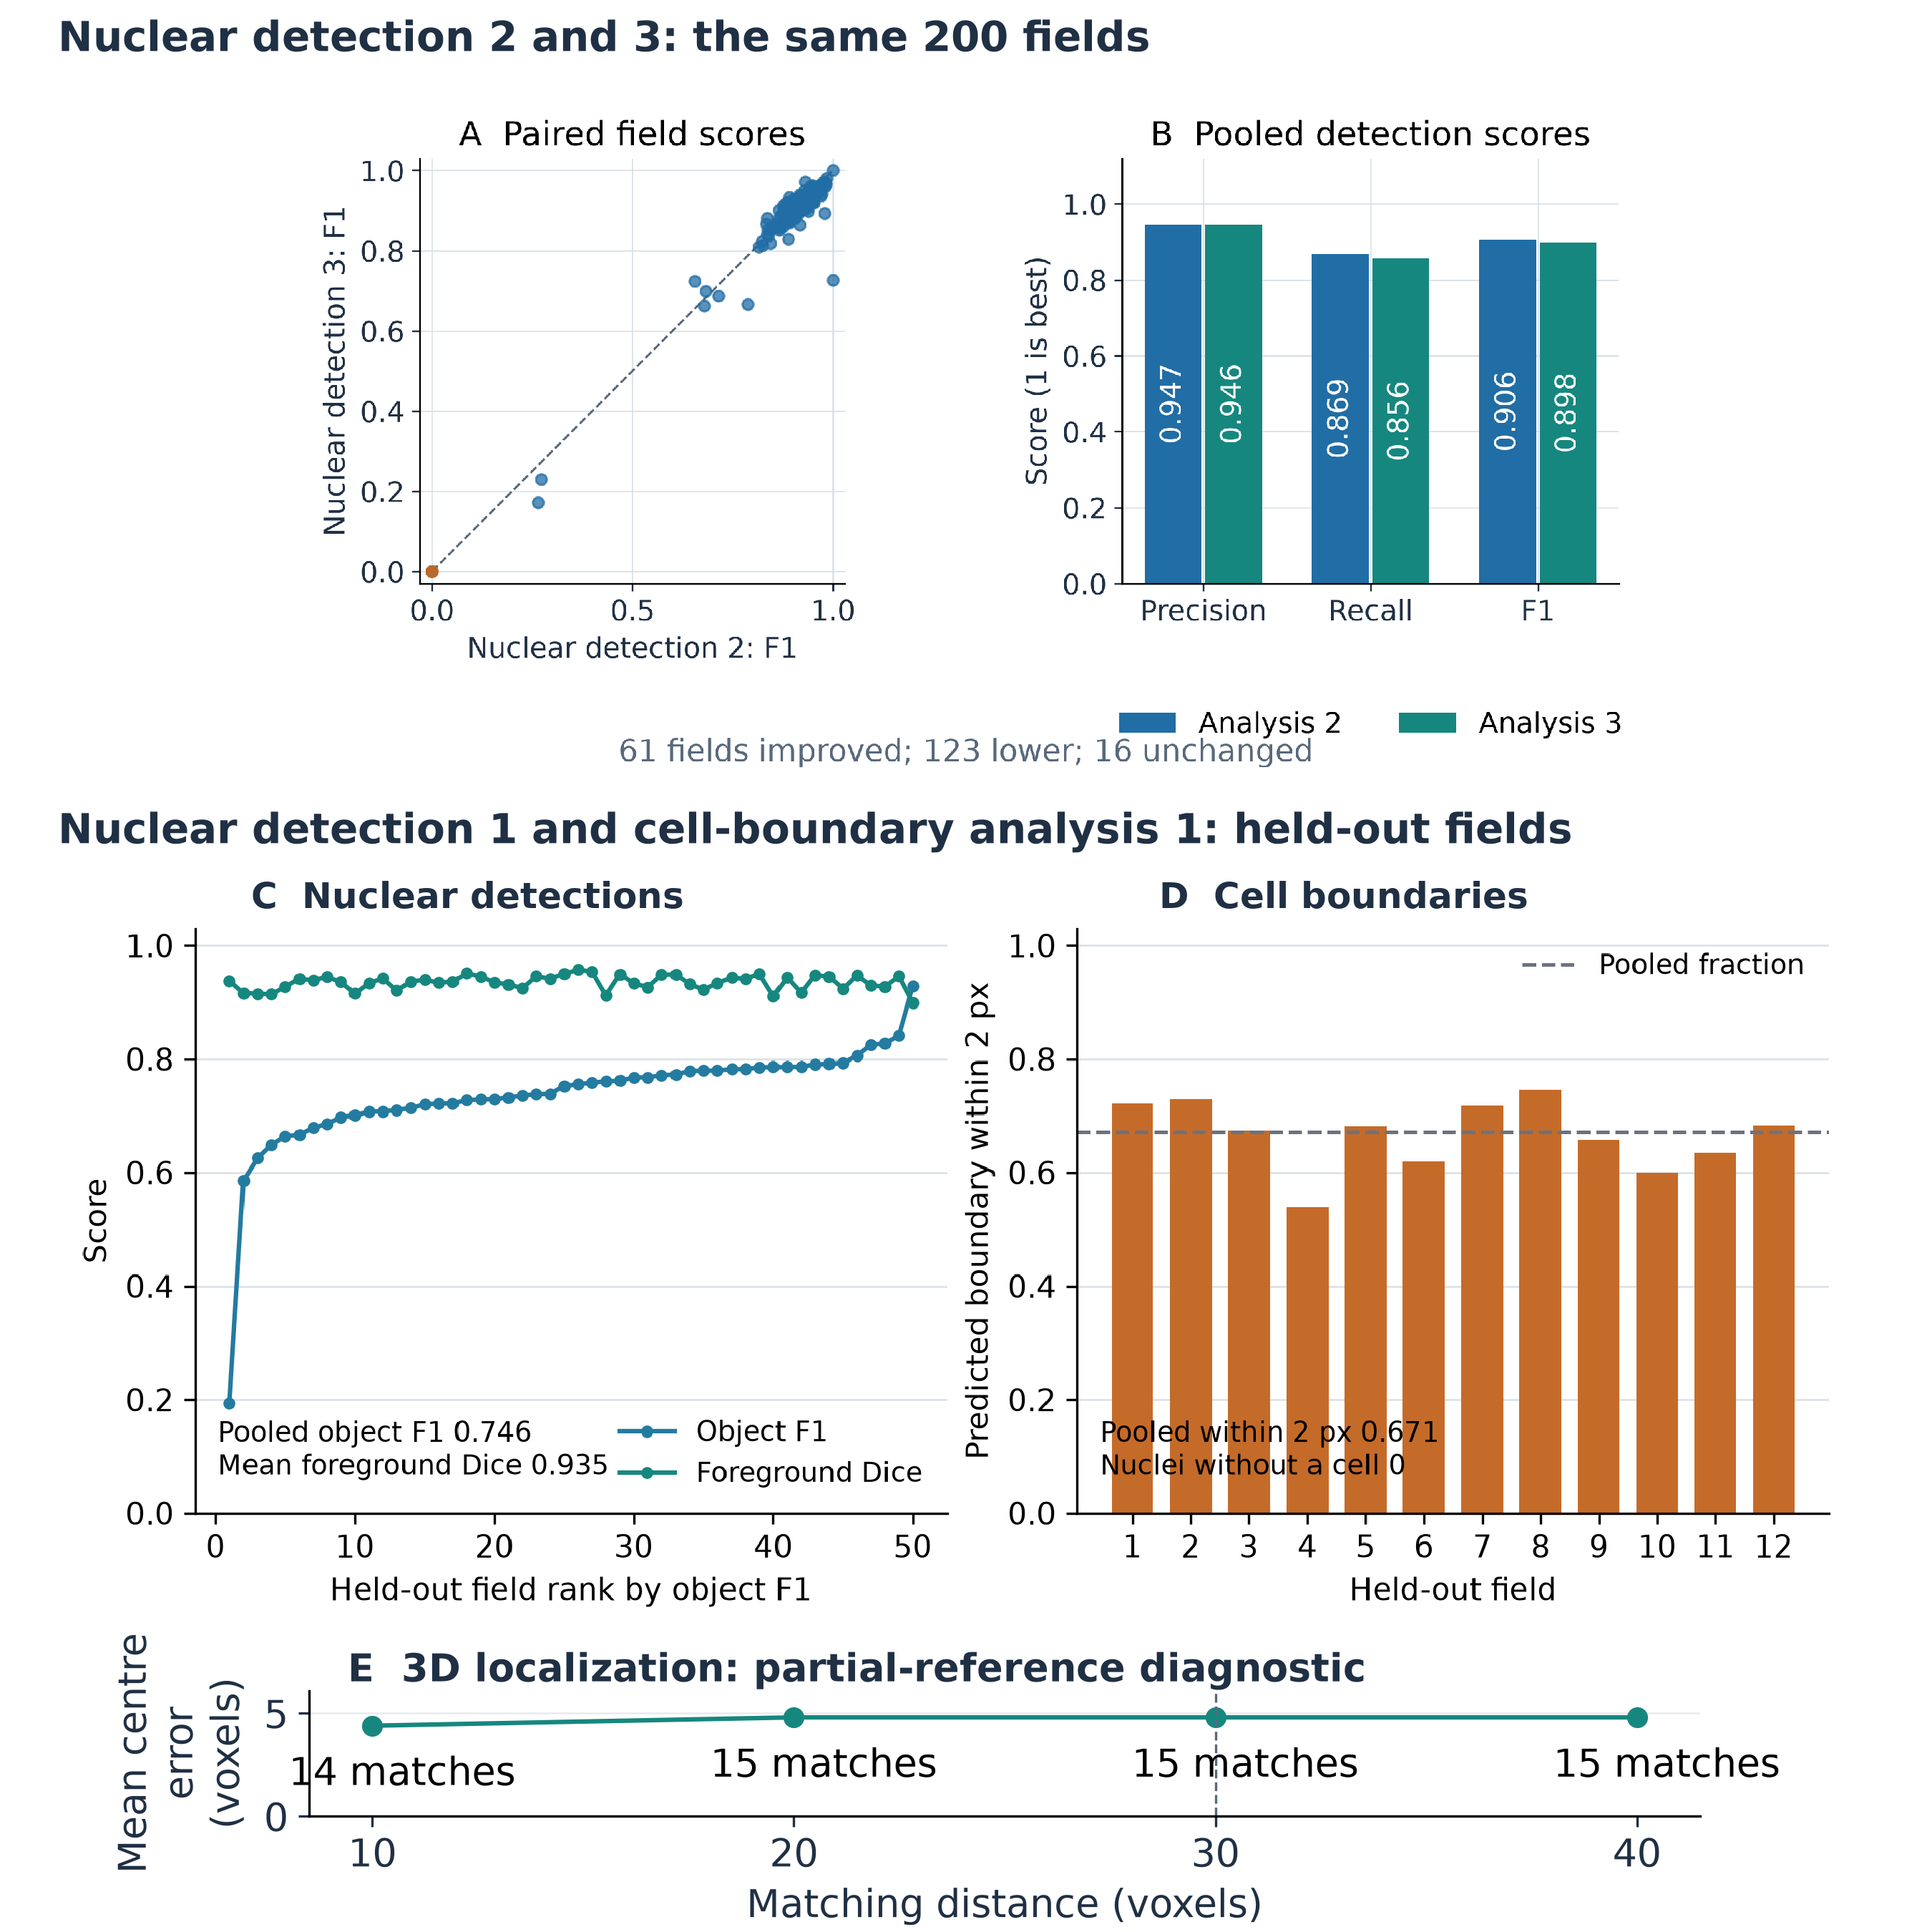 Nuclear detection 2 and 3: the same 200 fields
A Paired field scores
Nuclear detection 3: F1
1.0
0.8
0.6
0.4
0.2
0.0
0.0 0.5 1.0
Nuclear detection 2: F1
B Pooled detection scores
Score (1 is best)
1.0
0.8
0.6
0.4
0.2
0.0
0.947
0.946
0.869
0.856
0.906
0.898
Precision Recall F1
Analysis 2 Analysis 3
61 fields improved; 123 lower; 16 unchanged
Nuclear detection 1 and cell-boundary analysis 1: held-out fields
C Nuclear detections
Score
1.0
0.8
0.6
0.4
0.2
0.0
Pooled object F1 0.746
Mean foreground Dice 0.935
Object F1
Foreground Dice
0 10 20 30 40 50
Held-out field rank by object F1
D Cell boundaries
Predicted boundary within 2 px
1.0
0.8
0.6
0.4
0.2
0.0
Pooled fraction
Pooled within 2 px 0.671
Nuclei without a cell 0
1 2 3 4 5 6 7 8 9 10 11 12
Held-out field
E 3D localization: partial-reference diagnostic
Mean centre
error
(voxels)
5
0
14 matches
15 matches
15 matches
15 matches
10 20 30 40
Matching distance (voxels)